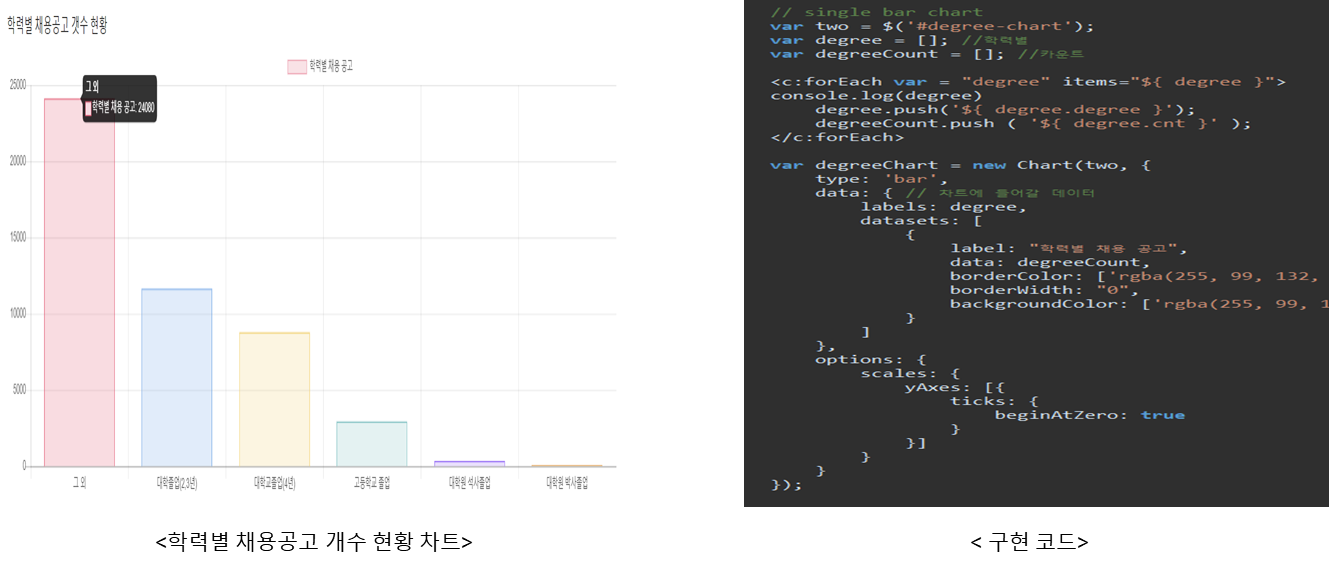 학력별 채용공고 갯수 현황
학력별 채용 공고
25000
그 외
학력별 채용 공고: 24080
20000
15000
10000
5000
0
그 외
대학졸업(2,3년)
대학교졸업(4년)
고등학교 졸업
대학원 석사졸업
대학원 박사졸업
<학력별 채용공고 개수 현황 차트>
// single bar chart
var two = $('#degree-chart');
var degree = []; //학력별
var degreeCount = []; //카운트
<c:forEach var = "degree" items="${ degree }">
console.log(degree)
degree.push('${ degree.degree }');
degreeCount.push ( '${ degree.cnt }' );
</c:forEach>
var degreeChart = new Chart(two, {
type: 'bar',
data: { // 차트에 들어갈 데이터
labels: degree,
datasets: [
{
label: "학력별 채용 공고",
data: degreeCount,
borderColor: ['rgba(255, 99, 132,
borderWidth: "0",
backgroundColor: ['rgba(255, 99, 1
}
]
},
options: {
scales: {
yAxes: [{
ticks: {
beginAtZero: true
}
}]
}
}
});
< 구현 코드>